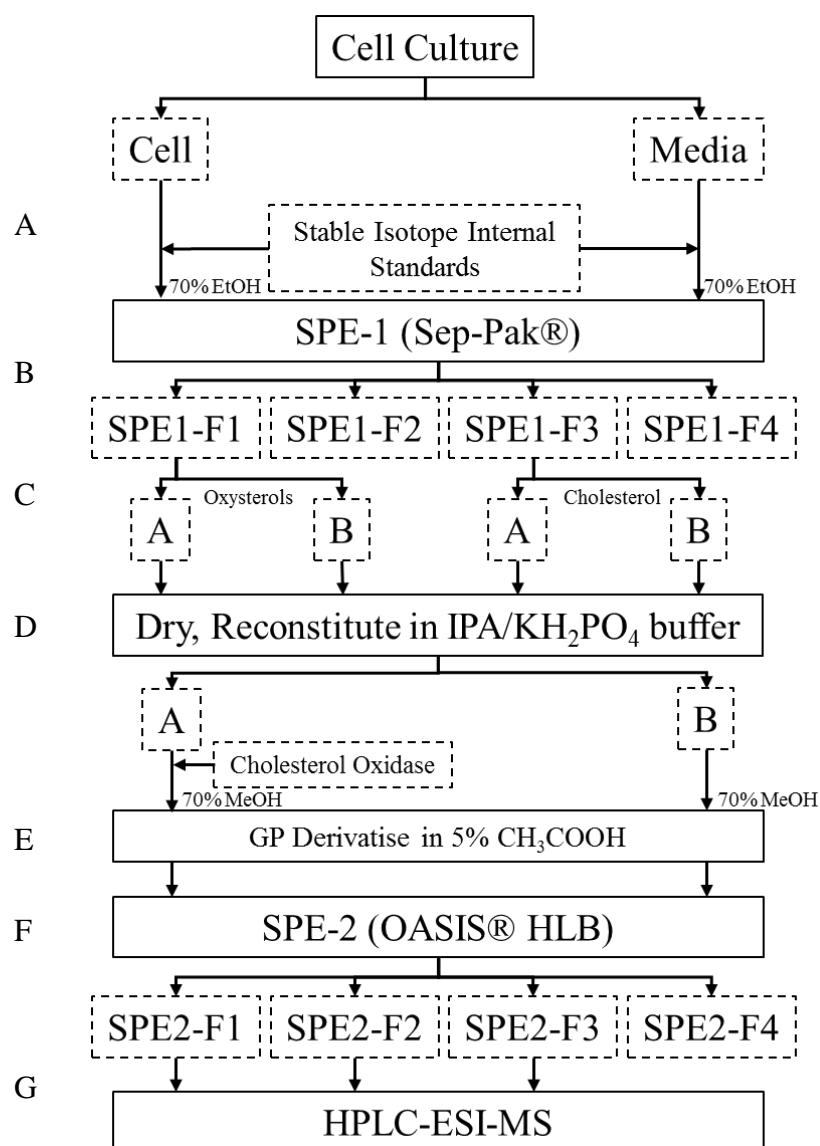 Cell Culture
Cell
Media
A
Stable Isotope Internal
Standards
70% EtOH
70% EtOH
SPE-1 (Sep-Pak®)
B
SPE1-F1
SPE1-F2
SPE1-F3
SPE1-F4
C
Oxysterols
Cholesterol
A
B
A
B
D
Dry, Reconstitute in IPA/KH₂PO₄ buffer
A
B
Cholesterol Oxidase
70% MeOH
70% MeOH
E
GP Derivatise in 5% CH₃COOH
F
SPE-2 (OASIS® HLB)
SPE2-F1
SPE2-F2
SPE2-F3
SPE2-F4
G
HPLC-ESI-MS